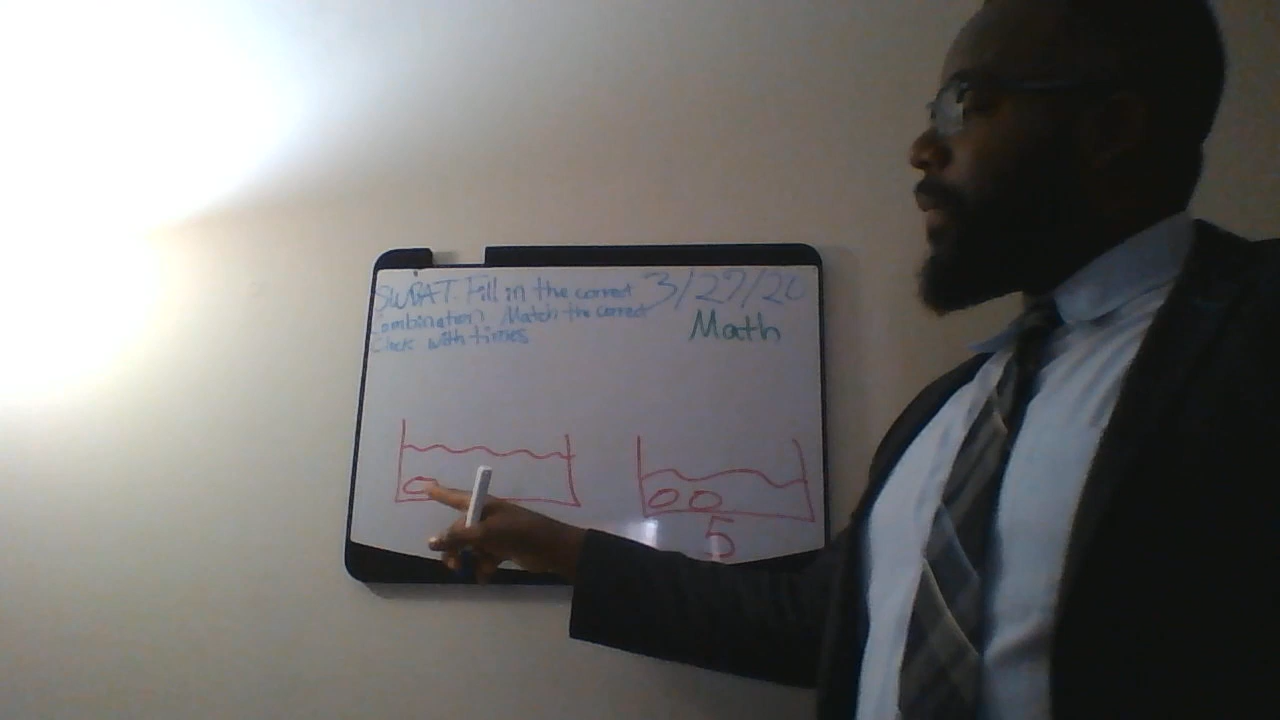 SWBAT. Fill in the correct
combination. Match the correct
clock with times
3/27/20
Math
5